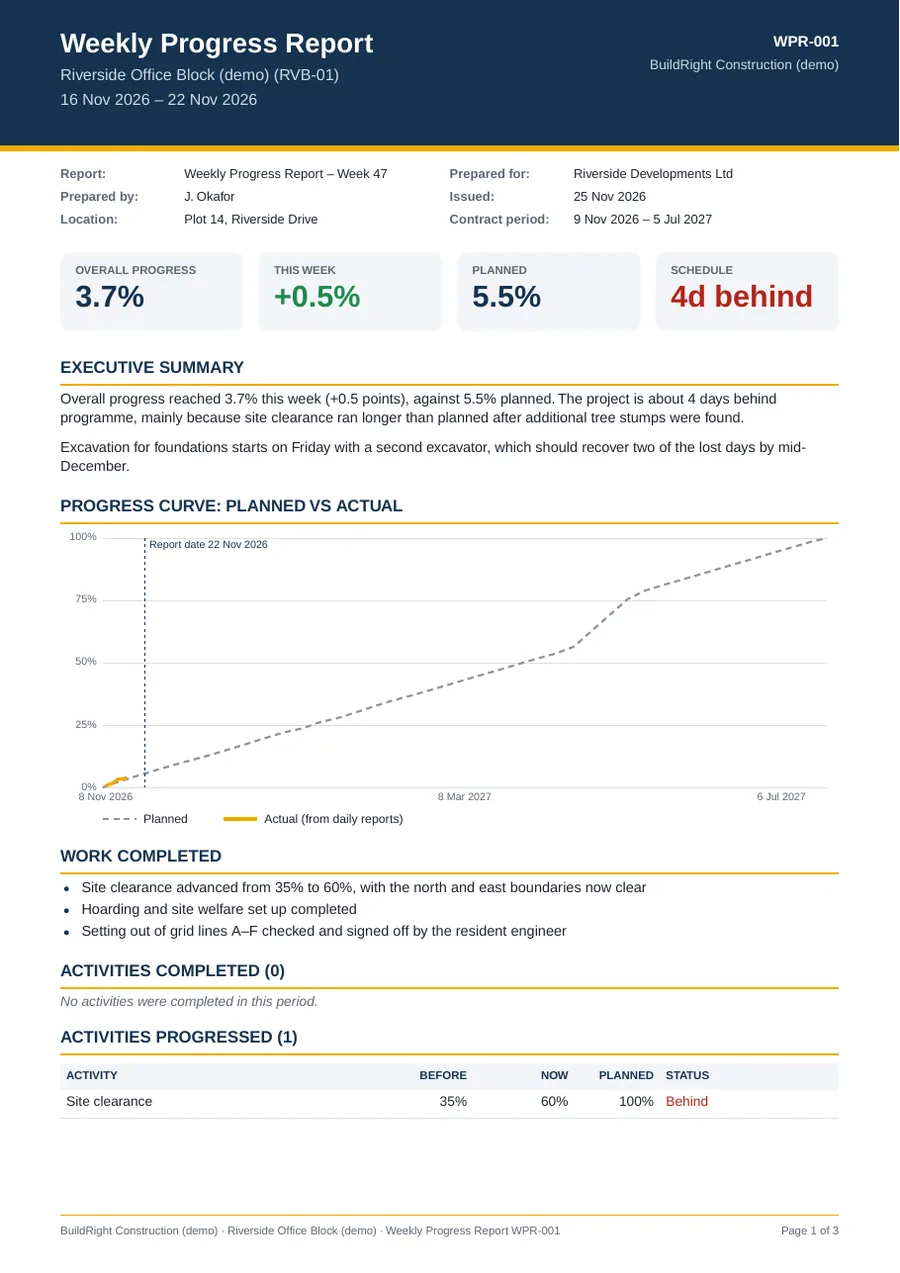 Weekly Progress Report
WPR-001
Riverside Office Block (demo) (RVB-01)
BuildRight Construction (demo)
16 Nov 2026 – 22 Nov 2026
Report: Weekly Progress Report – Week 47 Prepared for: Riverside Developments Ltd
Prepared by: J. Okafor Issued: 25 Nov 2026
Location: Plot 14, Riverside Drive Contract period: 9 Nov 2026 – 5 Jul 2027
OVERALL PROGRESS THIS WEEK PLANNED SCHEDULE
3.7% +0.5% 5.5% 4d behind
EXECUTIVE SUMMARY
Overall progress reached 3.7% this week (+0.5 points), against 5.5% planned. The project is about 4 days behind
programme, mainly because site clearance ran longer than planned after additional tree stumps were found.
Excavation for foundations starts on Friday with a second excavator, which should recover two of the lost days by mid-
December.
PROGRESS CURVE: PLANNED VS ACTUAL
100%
Report date 22 Nov 2026
75%
50%
25%
0%
8 Nov 2026 8 Mar 2027 6 Jul 2027
Planned Actual (from daily reports)
WORK COMPLETED
• Site clearance advanced from 35% to 60%, with the north and east boundaries now clear
• Hoarding and site welfare set up completed
• Setting out of grid lines A–F checked and signed off by the resident engineer
ACTIVITIES COMPLETED (0)
No activities were completed in this period.
ACTIVITIES PROGRESSED (1)
ACTIVITY BEFORE NOW PLANNED STATUS
Site clearance 35% 60% 100% Behind
BuildRight Construction (demo) · Riverside Office Block (demo) · Weekly Progress Report WPR-001 Page 1 of 3